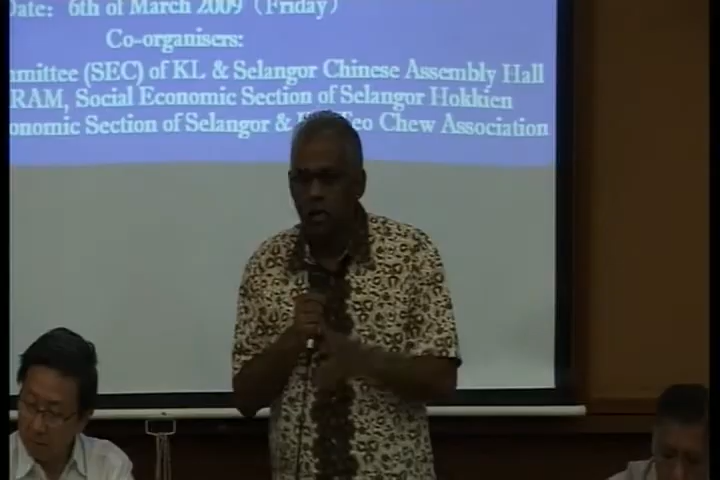 Date: 6th of March 2009 (Friday)
Co-organisers:
mmittee (SEC) of KL & Selangor Chinese Assembly Hall
RAM, Social Economic Section of Selangor Hokkien
onomic Section of Selangor & Teo Chew Association